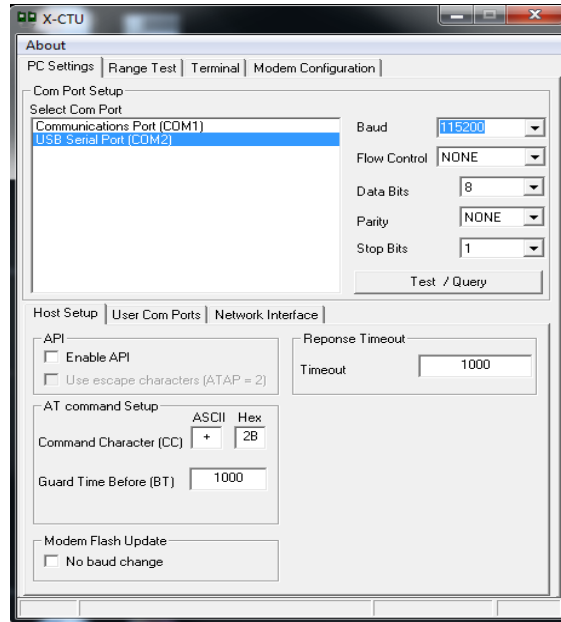 X-CTU
About
PC Settings Range Test Terminal Modem Configuration
Com Port Setup
Select Com Port
Communications Port (COM1)
USB Serial Port (COM2)
Baud 115200
Flow Control NONE
Data Bits 8
Parity NONE
Stop Bits 1
Test / Query
Host Setup User Com Ports Network Interface
API
Enable API
Use escape characters (ATAP = 2)
Reponse Timeout
Timeout 1000
AT command Setup
ASCII Hex
Command Character (CC) + 2B
Guard Time Before (BT) 1000
Modem Flash Update
No baud change